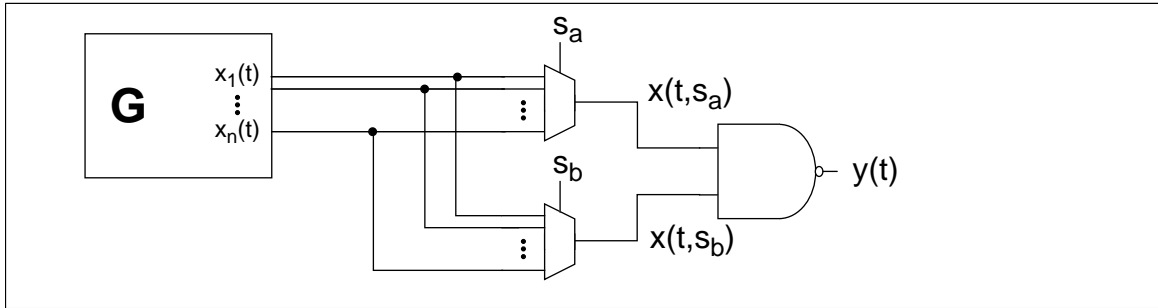 s_a
x_1(t)
G
⋮
x_n(t)
⋮
x(t,s_a)
s_b
y(t)
⋮
x(t,s_b)